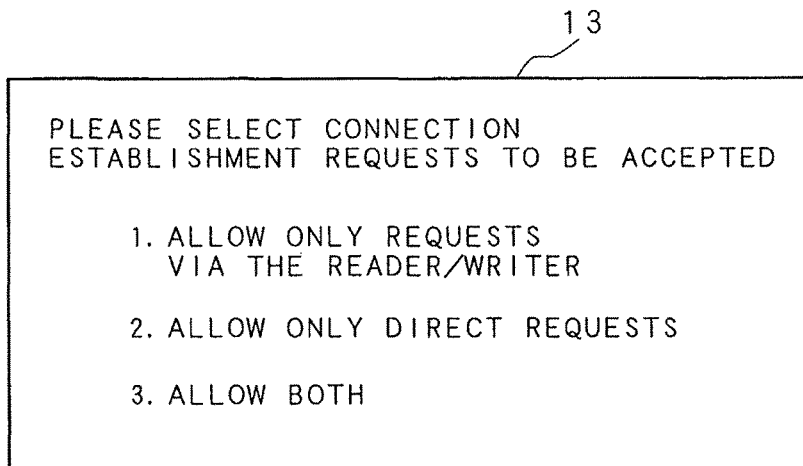 13
PLEASE SELECT CONNECTION
ESTABLISHMENT REQUESTS TO BE ACCEPTED
1. ALLOW ONLY REQUESTS
VIA THE READER/WRITER
2. ALLOW ONLY DIRECT REQUESTS
3. ALLOW BOTH